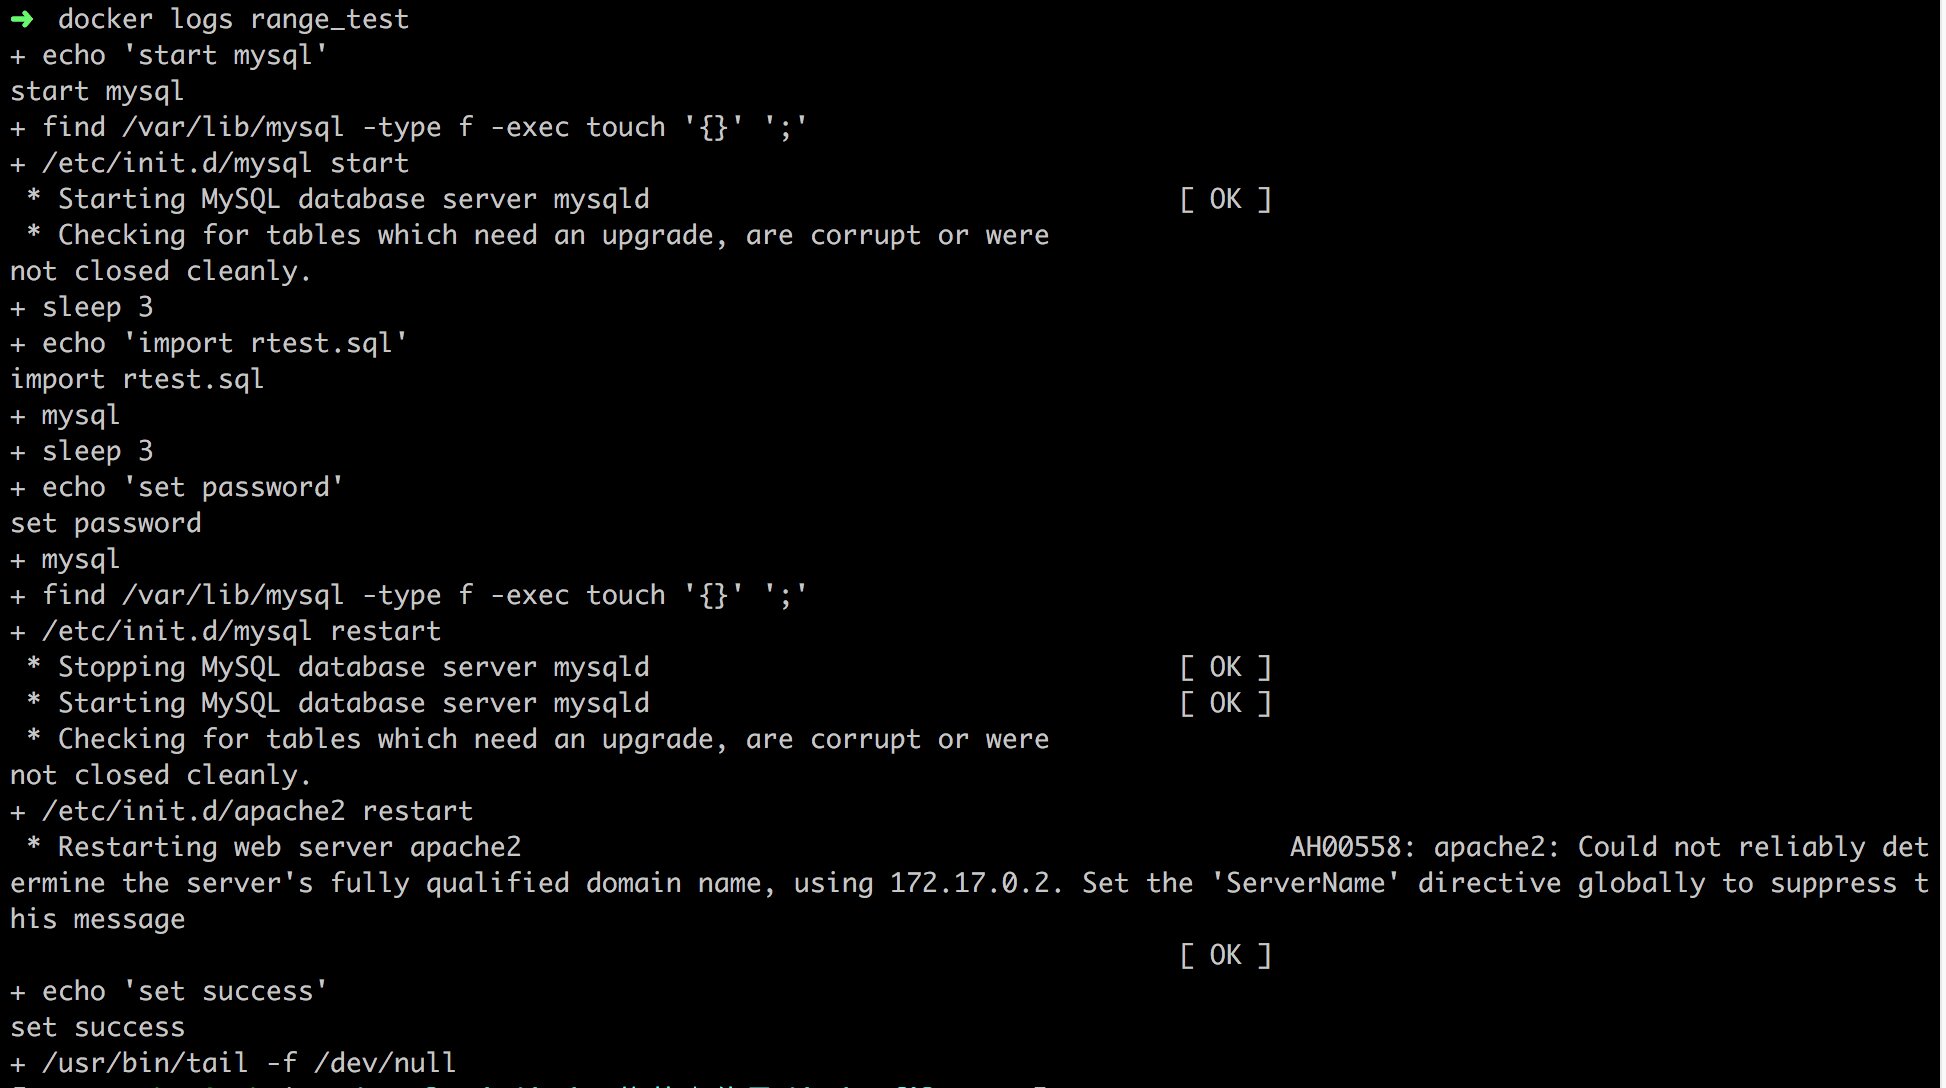 ➜  docker logs range_test
+ echo 'start mysql'
start mysql
+ find /var/lib/mysql -type f -exec touch '{}' ';'
+ /etc/init.d/mysql start
 * Starting MySQL database server mysqld                                 [ OK ]
 * Checking for tables which need an upgrade, are corrupt or were
not closed cleanly.
+ sleep 3
+ echo 'import rtest.sql'
import rtest.sql
+ mysql
+ sleep 3
+ echo 'set password'
set password
+ mysql
+ find /var/lib/mysql -type f -exec touch '{}' ';'
+ /etc/init.d/mysql restart
 * Stopping MySQL database server mysqld                                 [ OK ]
 * Starting MySQL database server mysqld                                 [ OK ]
 * Checking for tables which need an upgrade, are corrupt or were
not closed cleanly.
+ /etc/init.d/apache2 restart
 * Restarting web server apache2                                                AH00558: apache2: Could not reliably det
ermine the server's fully qualified domain name, using 172.17.0.2. Set the 'ServerName' directive globally to suppress t
his message
                                                                         [ OK ]
+ echo 'set success'
set success
+ /usr/bin/tail -f /dev/null